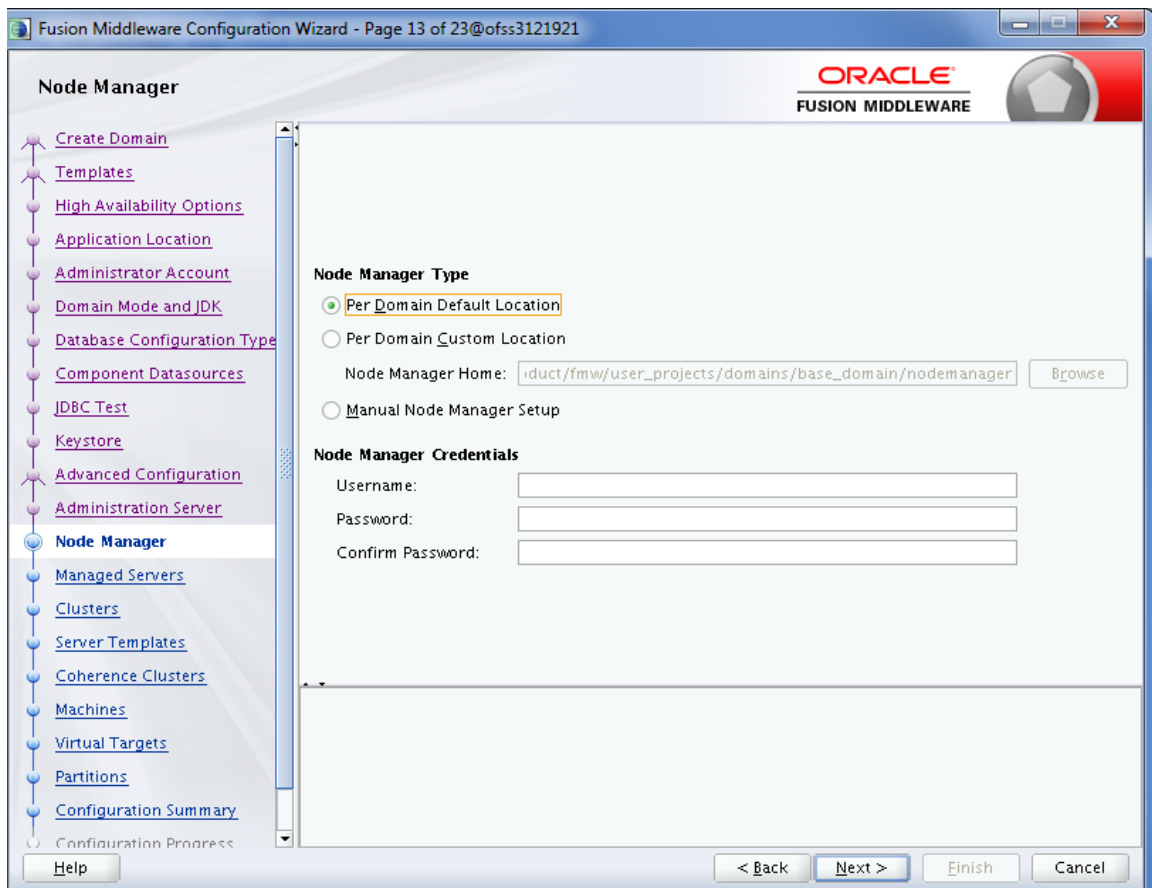 Fusion Middleware Configuration Wizard - Page 13 of 23@ofss3121921
Node Manager
ORACLE
FUSION MIDDLEWARE
Create Domain
Templates
High Availability Options
Application Location
Administrator Account
Domain Mode and JDK
Database Configuration Type
Component Datasources
JDBC Test
Keystore
Advanced Configuration
Administration Server
Node Manager
Managed Servers
Clusters
Server Templates
Coherence Clusters
Machines
Virtual Targets
Partitions
Configuration Summary
Configuration Progress
Node Manager Type
Per Domain Default Location
Per Domain Custom Location
Node Manager Home: duct/fmw/user_projects/domains/base_domain/nodemanager Browse
Manual Node Manager Setup
Node Manager Credentials
Username:
Password:
Confirm Password:
Help < Back Next > Finish Cancel